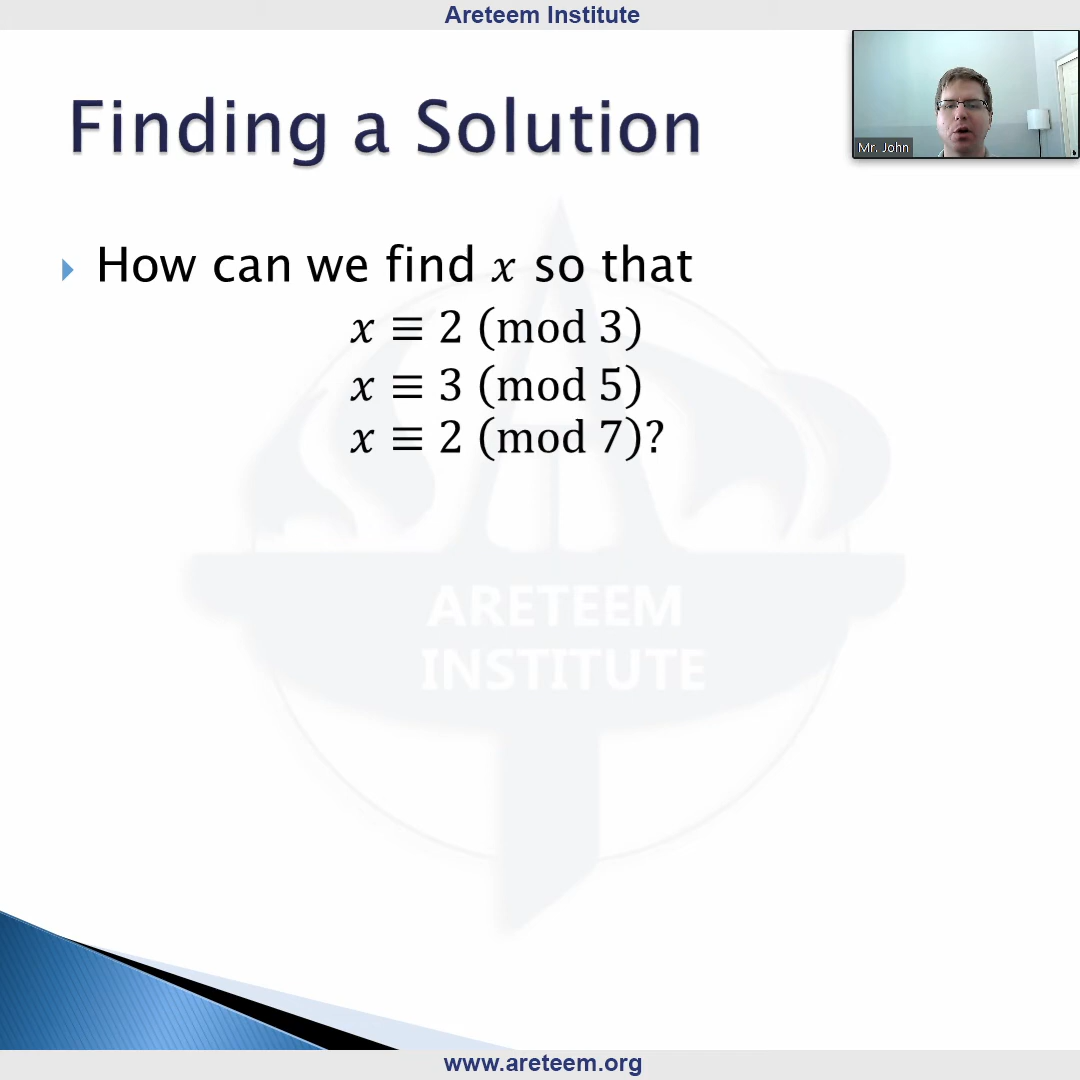 Areteem Institute
Finding a Solution
Mr. John
How can we find x so that
x ≡ 2 (mod 3)
x ≡ 3 (mod 5)
x ≡ 2 (mod 7)?
ARETEEM
INSTITUTE
www.areteem.org